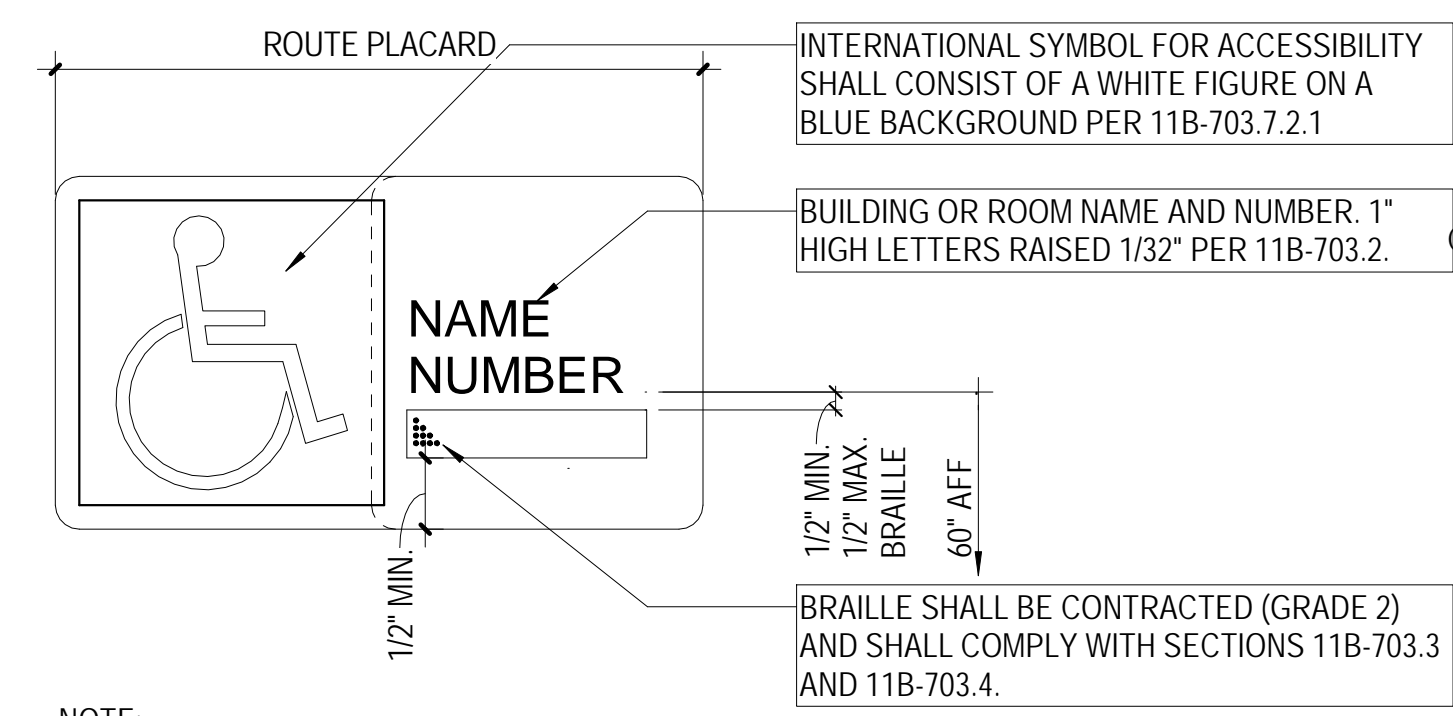 ROUTE PLACARD
INTERNATIONAL SYMBOL FOR ACCESSIBILITY
SHALL CONSIST OF A WHITE FIGURE ON A
BLUE BACKGROUND PER 11B-703.7.2.1
BUILDING OR ROOM NAME AND NUMBER. 1"
HIGH LETTERS RAISED 1/32" PER 11B-703.2.
NAME
NUMBER
1/2" MIN.
1/2" MIN.
1/2" MAX.
BRAILLE
60" AFF
BRAILLE SHALL BE CONTRACTED (GRADE 2)
AND SHALL COMPLY WITH SECTIONS 11B-703.3
AND 11B-703.4.
NOTE: